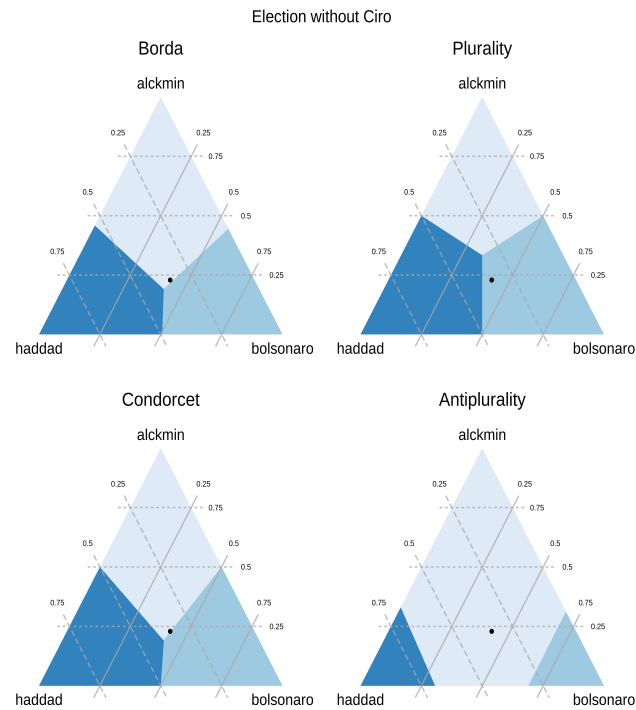 Election without Ciro
Borda Plurality
alckmin alckmin
0.25 0.25 0.25 0.25
0.75 0.75
0.5 0.5 0.5 0.5
0.5 0.5
0.75 0.75 0.75 0.75
0.25 0.25
haddad bolsonaro haddad bolsonaro
Condorcet Antiplurality
alckmin alckmin
0.25 0.25 0.25 0.25
0.75 0.75
0.5 0.5 0.5 0.5
0.5 0.5
0.75 0.75 0.75 0.75
0.25 0.25
haddad bolsonaro haddad bolsonaro